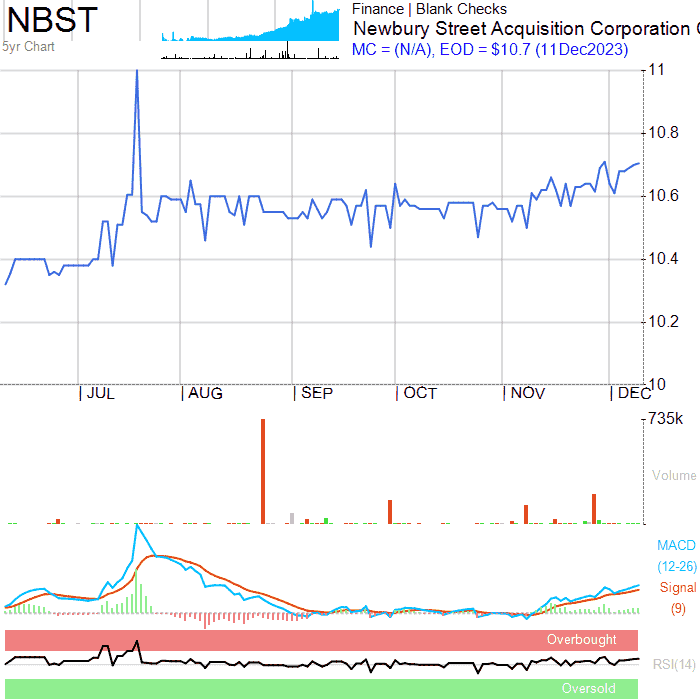 NBST
5yr Chart
Finance | Blank Checks
Newbury Street Acquisition Corporation
MC = (N/A), EOD = $10.7 (11Dec2023)
11
10.8
10.6
10.4
10.2
10
| JUL | AUG | SEP | OCT | NOV | DEC
735k
Volume
MACD
(12-26)
Signal
(9)
Overbought
RSI(14)
Oversold